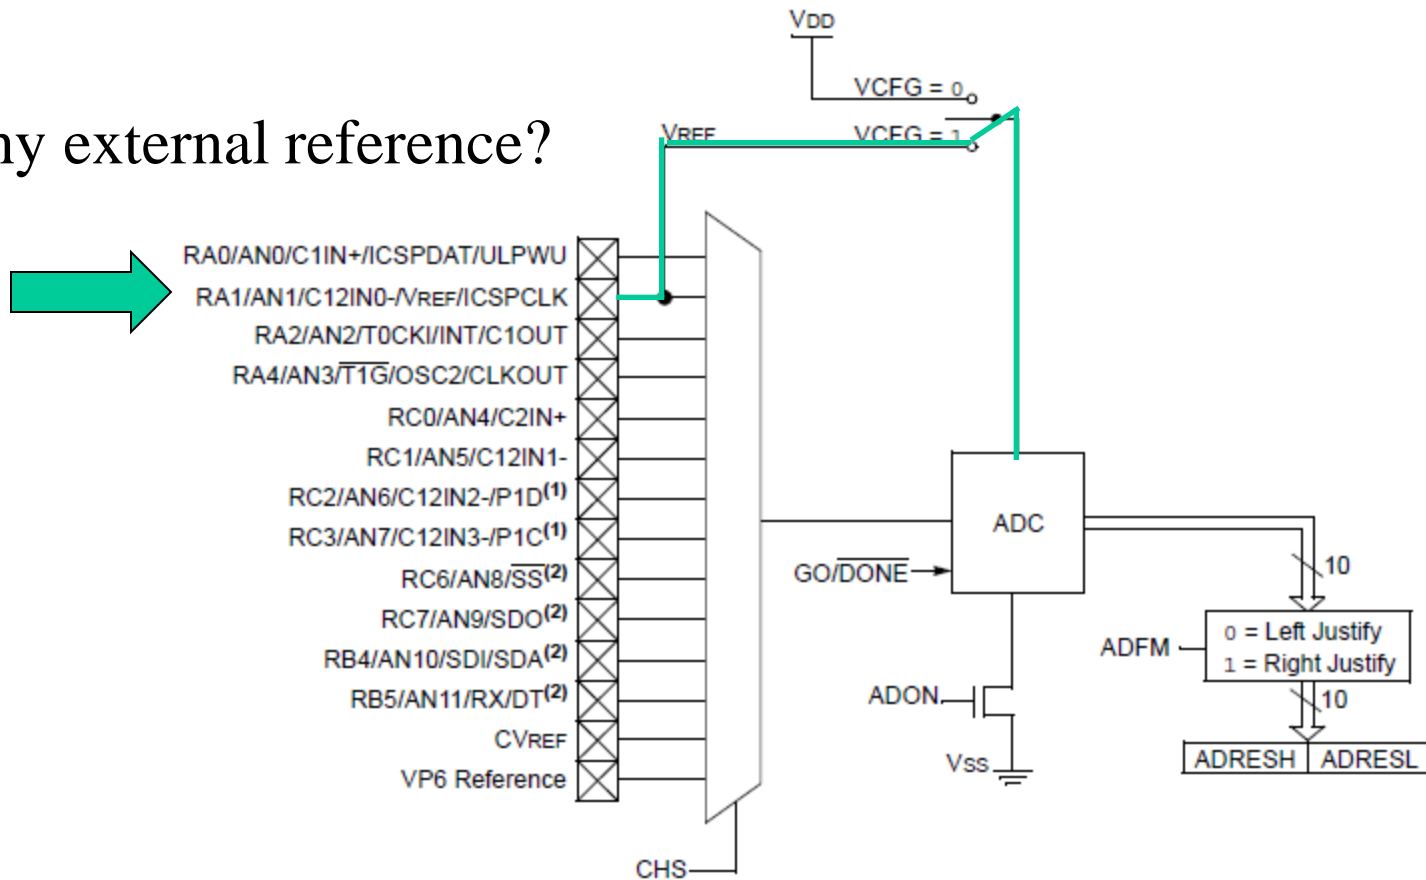 VDD
VCFG = 0
VREF
VCFG = 1
ny external reference?
RA0/AN0/C1IN+/ICSPDAT/ULPWU
RA1/AN1/C12IN0-/VREF/ICSPCLK
RA2/AN2/T0CKI/INT/C1OUT
RA4/AN3/T1G/OSC2/CLKOUT
RC0/AN4/C2IN+
RC1/AN5/C12IN1-
RC2/AN6/C12IN2-/P1D(1)
RC3/AN7/C12IN3-/P1C(1)
RC6/AN8/SS(2)
RC7/AN9/SDO(2)
RB4/AN10/SDI/SDA(2)
RB5/AN11/RX/DT(2)
CVREF
VP6 Reference
CHS
ADC
GO/DONE
ADON
VSS
10
ADFM
0 = Left Justify
1 = Right Justify
10
ADRESH ADRESL